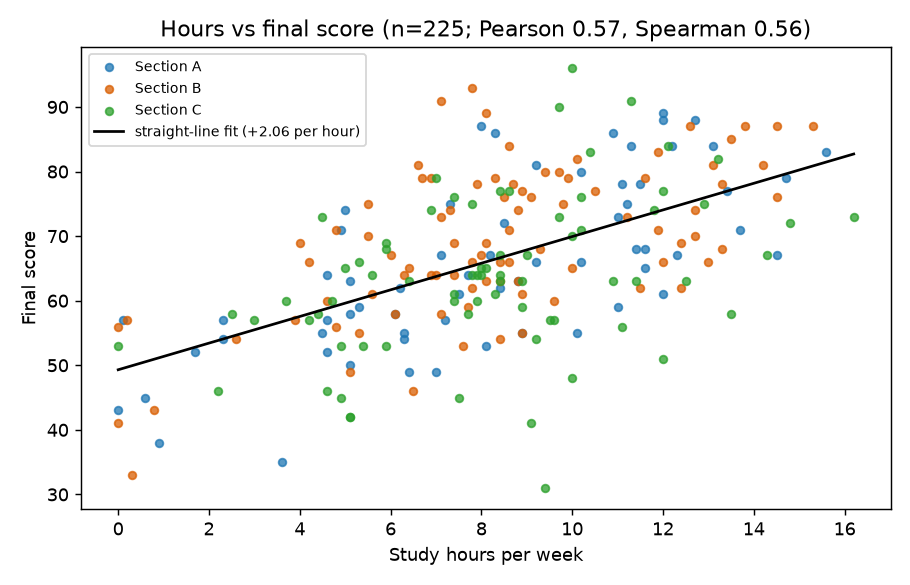 Hours vs final score (n=225; Pearson 0.57, Spearman 0.56)
Section A
Section B
Section C
straight-line fit (+2.06 per hour)
90
80
70
60
50
40
30
Final score
0 2 4 6 8 10 12 14 16
Study hours per week